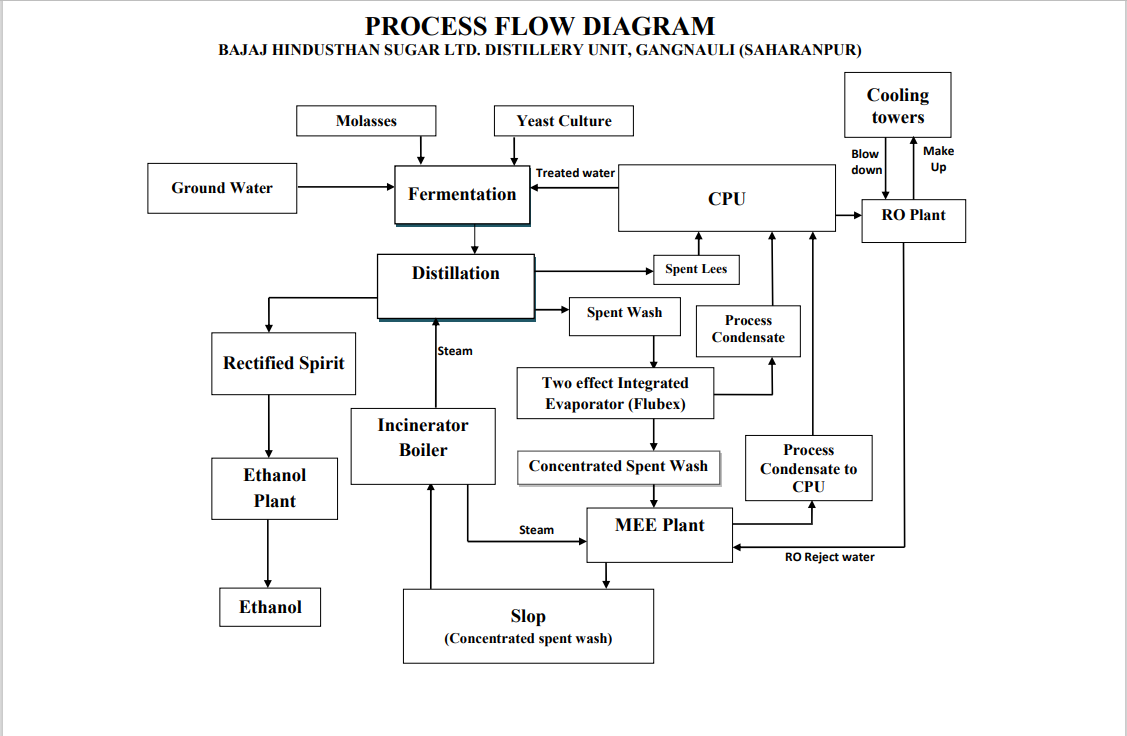 PROCESS FLOW DIAGRAM
BAJAJ HINDUSTHAN SUGAR LTD. DISTILLERY UNIT, GANGNAULI (SAHARANPUR)
Cooling
towers
Molasses
Yeast Culture
Blow
down
Make
Up
Ground Water
Fermentation
Treated water
CPU
RO Plant
Distillation
Spent Lees
Spent Wash
Process
Condensate
Steam
Rectified Spirit
Two effect Integrated
Evaporator (Flubex)
Incinerator
Boiler
Concentrated Spent Wash
Process
Condensate to
CPU
Ethanol
Plant
MEE Plant
Steam
RO Reject water
Ethanol
Slop
(Concentrated spent wash)